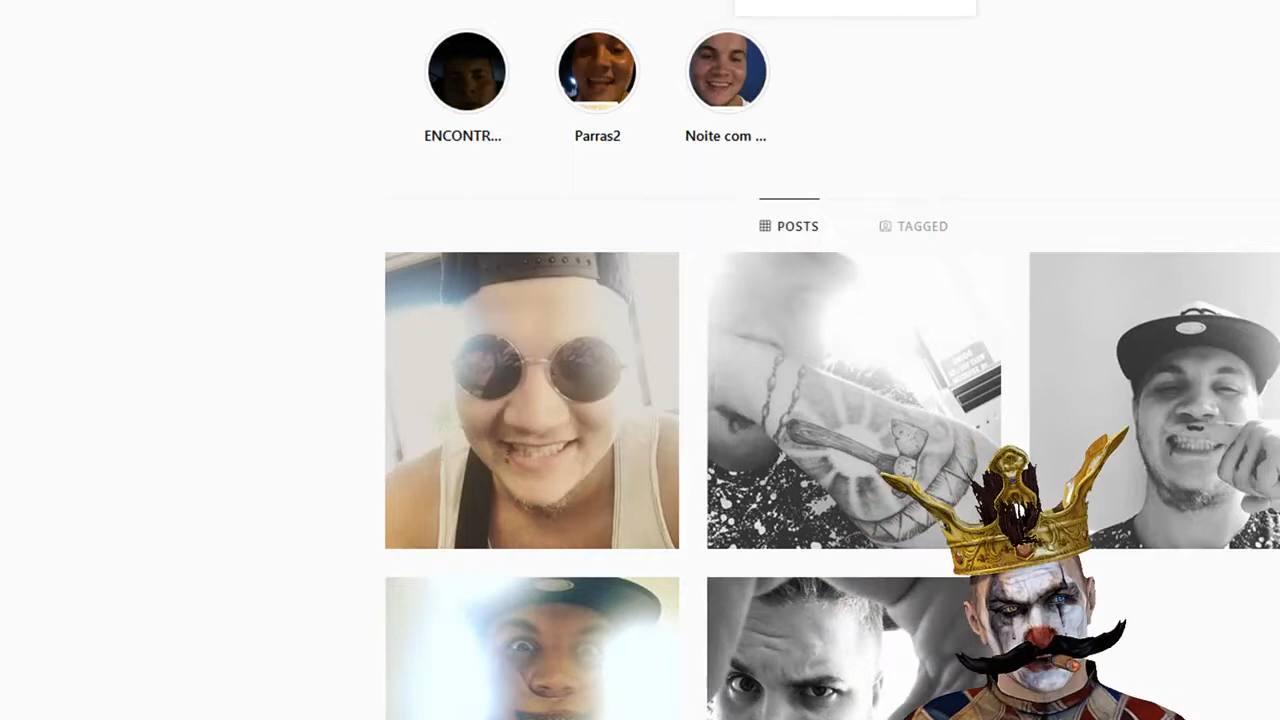 ENCONTR...
Parras2
Noite com ...
POSTS
TAGGED